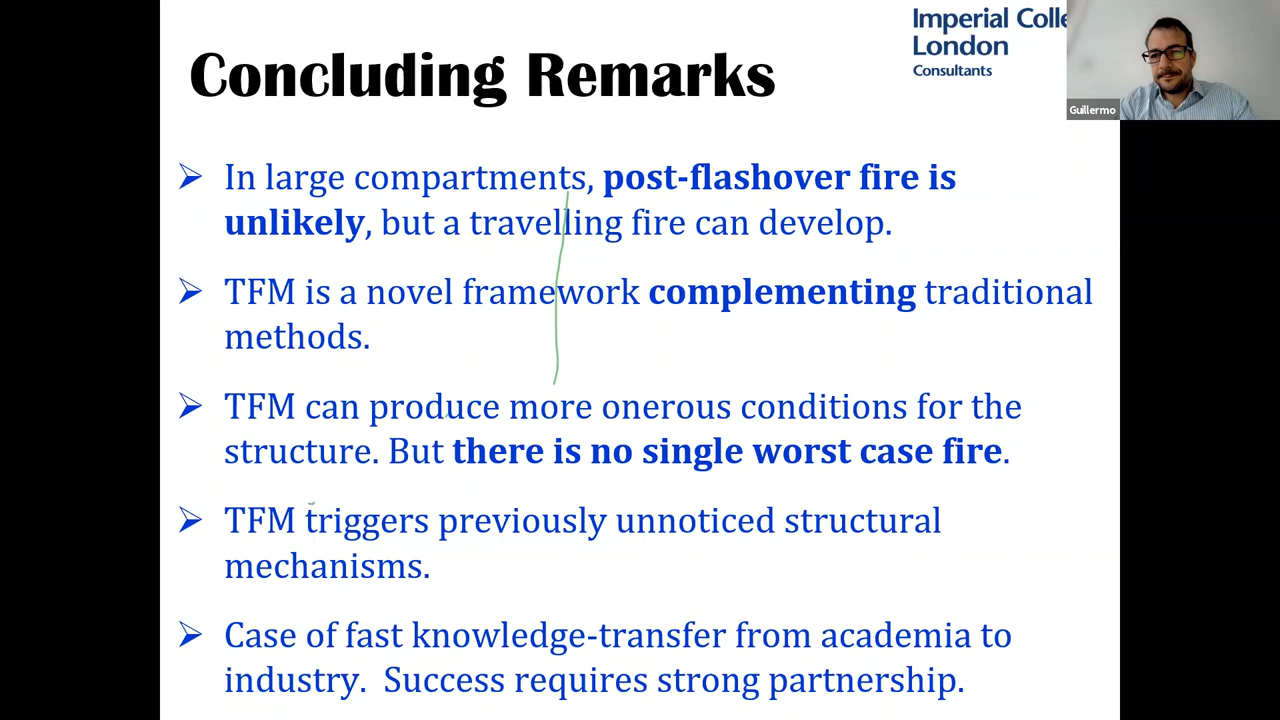 Concluding Remarks
Imperial Colle
London
Consultants
Guillermo
➢ In large compartments, post-flashover fire is
unlikely, but a travelling fire can develop.
➢ TFM is a novel framework complementing traditional
methods.
➢ TFM can produce more onerous conditions for the
structure. But there is no single worst case fire.
➢ TFM triggers previously unnoticed structural
mechanisms.
➢ Case of fast knowledge-transfer from academia to
industry.  Success requires strong partnership.